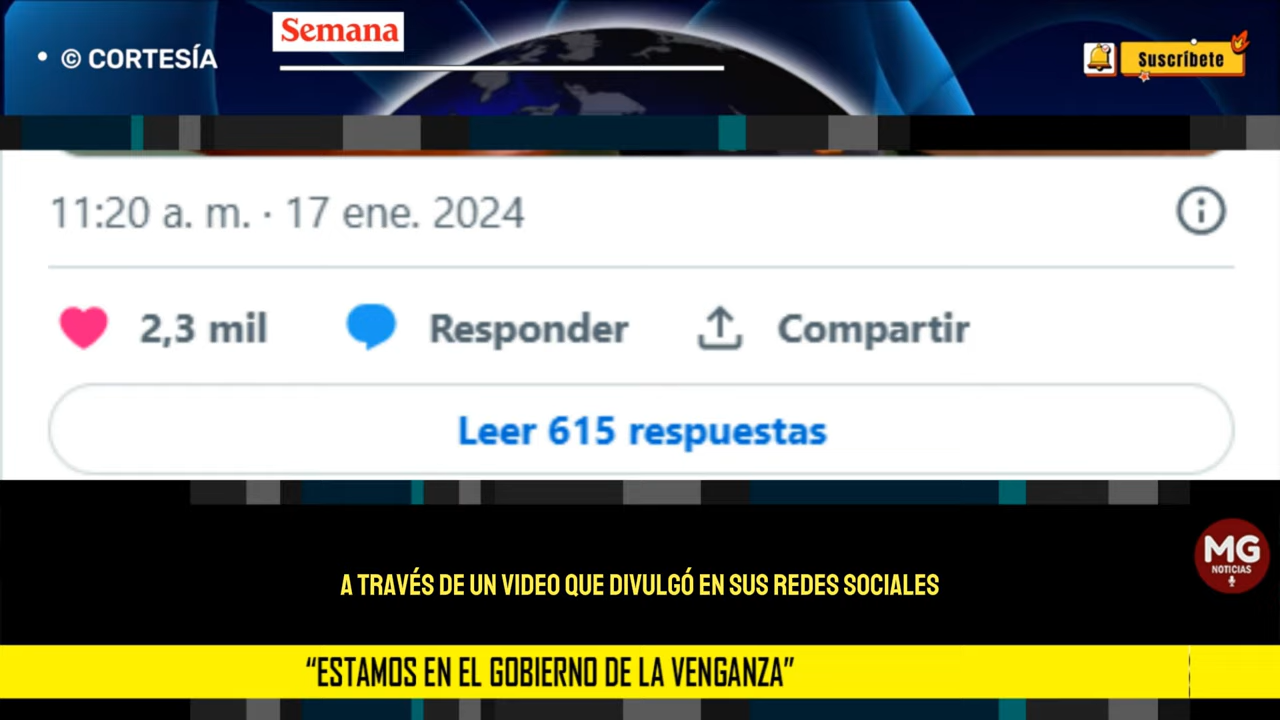 • © CORTESÍA
Semana
Suscríbete
11:20 a. m. · 17 ene. 2024
2,3 mil
Responder
Compartir
Leer 615 respuestas
MG
NOTICIAS
A TRAVÉS DE UN VIDEO QUE DIVULGÓ EN SUS REDES SOCIALES
“ESTAMOS EN EL GOBIERNO DE LA VENGANZA”